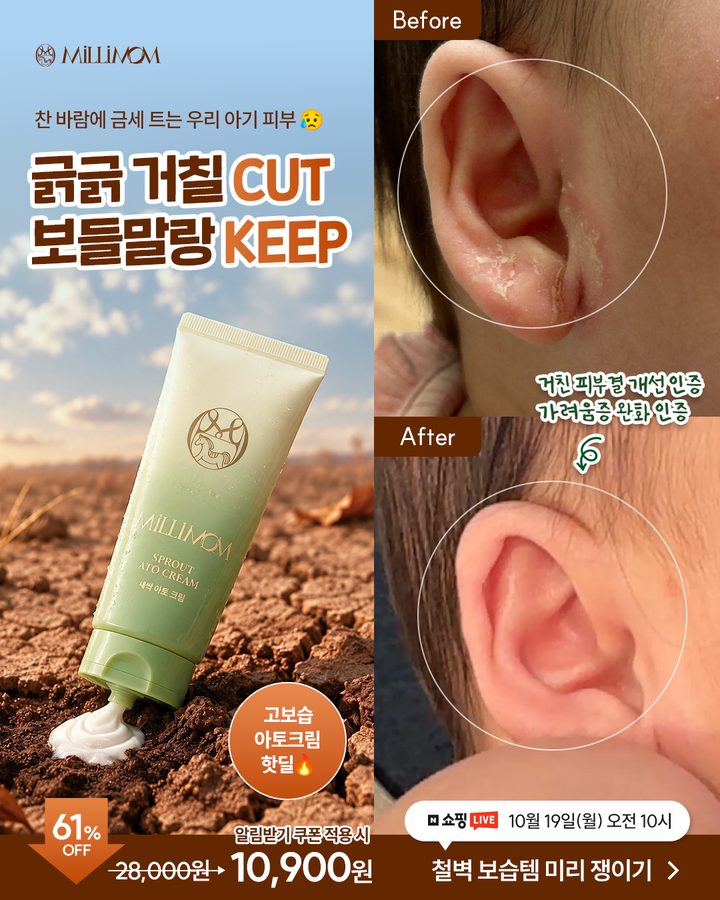 MiLLiMOM
찬 바람에 금세 트는 우리 아기 피부 😥
긁긁 거칠 CUT
보들말랑 KEEP
MiLLiMOM
SPROUT
ATO CREAM
새싹 아토 크림
고보습
아토크림
핫딜🔥
61%
OFF
알림받기 쿠폰 적용 시
28,000원 → 10,900원
Before
거친 피부결 개선 인증
가려움증 완화 인증
After
N 쇼핑 LIVE 10월 19일(월) 오전 10시
철벽 보습템 미리 쟁이기 >